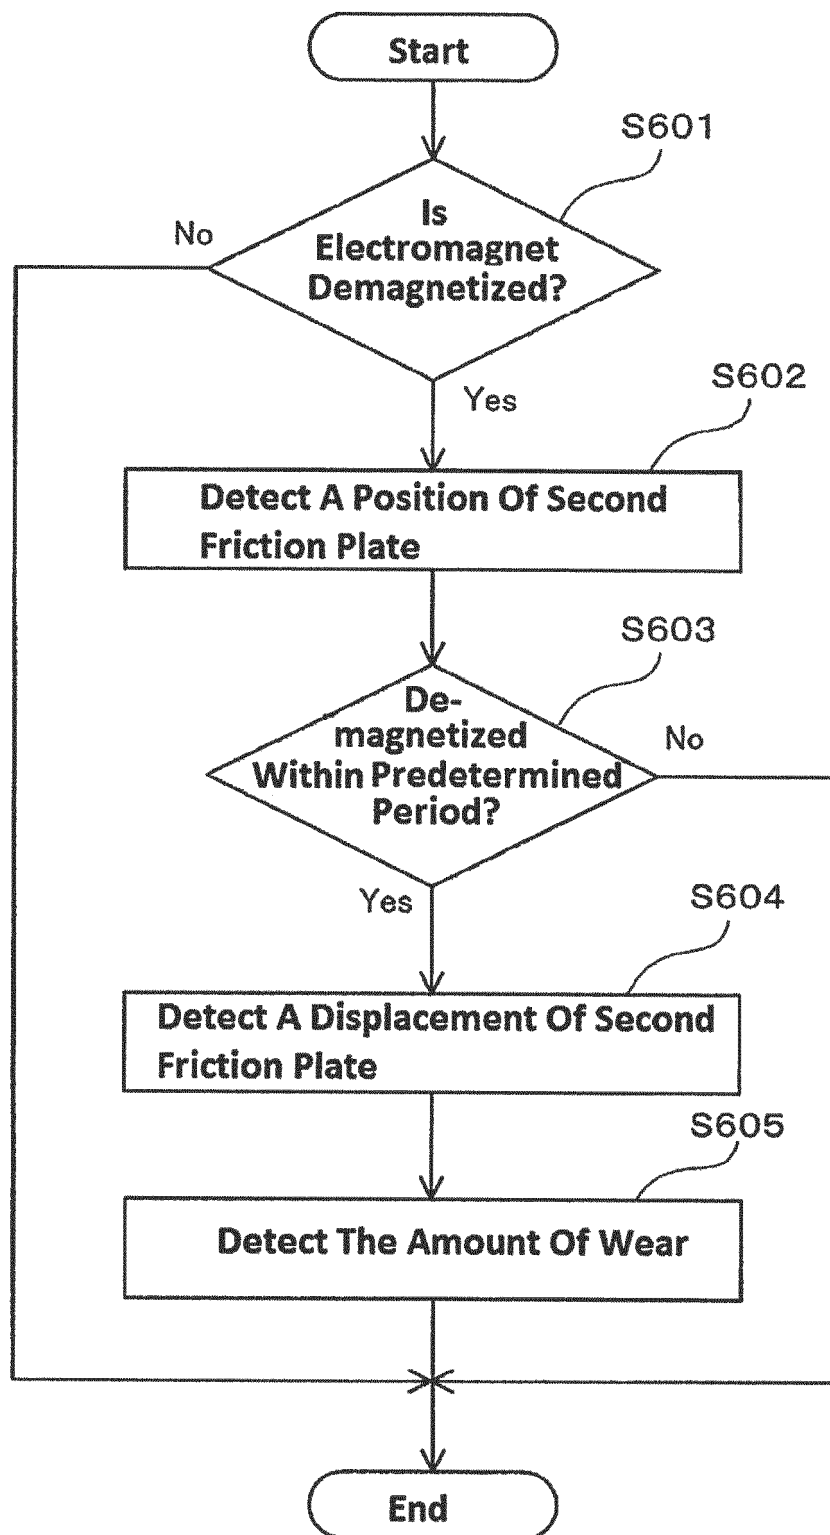 Start
S601
No
Is
Electromagnet
Demagnetized?
Yes
S602
Detect A Position Of Second
Friction Plate
S603
De-
magnetized
Within Predetermined
Period?
No
Yes
S604
Detect A Displacement Of Second
Friction Plate
S605
Detect The Amount Of Wear
End